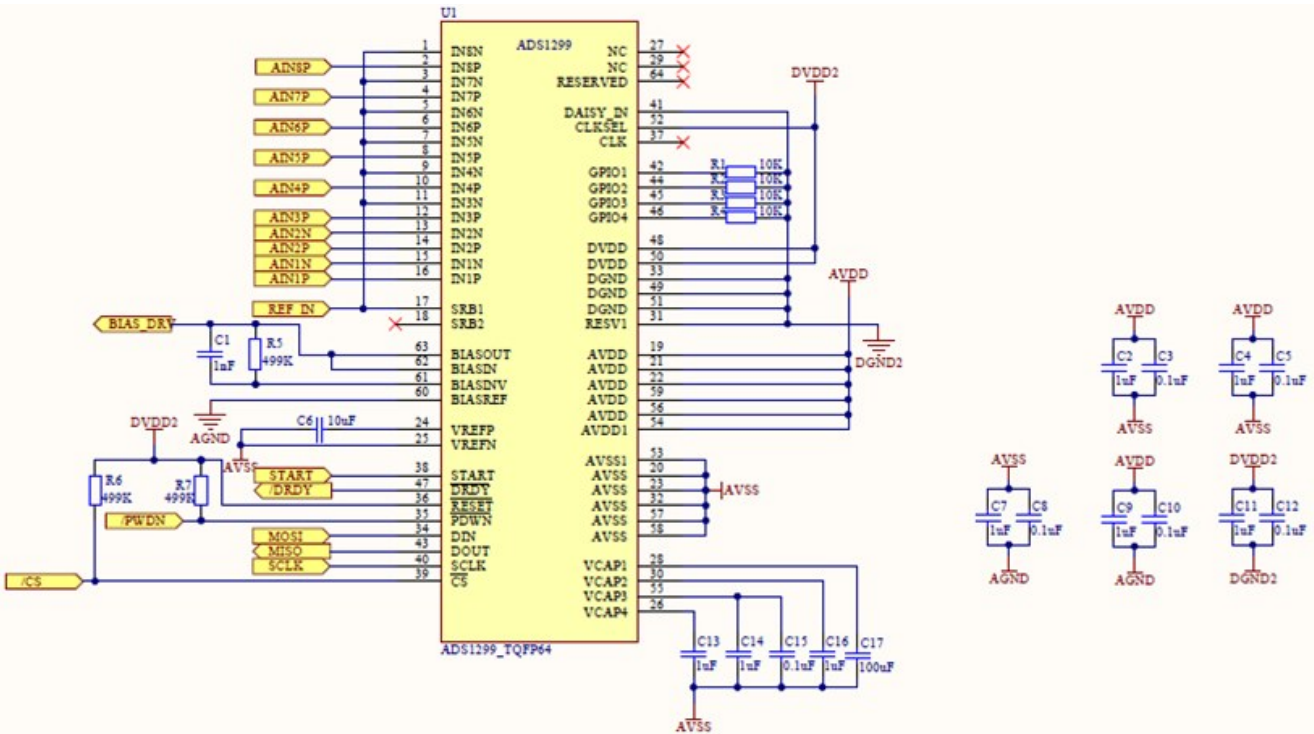 U1
ADS1299
1 IN8N
AIN8P 2 IN8P
3 IN7N
AIN7P 4 IN7P
5 IN6N
AIN6P 6 IN6P
7 IN5N
AIN5P 8 IN5P
9 IN4N
AIN4P 10 IN4P
11 IN3N
AIN3P 12 IN3P
AIN2N 13 IN2N
AIN2P 14 IN2P
AIN1N 15 IN1N
AIN1P 16 IN1P
REF IN 17 SRB1
18 SRB2
BIAS_DRV
C1
1uF
R5
499K
63 BIASOUT
62 BIASIN
61 BIASINV
60 BIASREF
AGND
C6 10uF
24 VREFP
25 VREFN
AVSS
DVDD2
R6
499K
R7
499K
START 38 START
/DRDY 47 DRDY
36 RESET
/PWDN 35 PDWN
MOSI 34 DIN
MISO 43 DOUT
SCLK 40 SCLK
/CS 39 CS
ADS1299_TQFP64
NC 27
NC 29
RESERVED 64
DAISY_IN 41
CLKSEL 52
CLK 37
GPIO1 42 R1 10K
GPIO2 44 10K
GPIO3 45 10K
GPIO4 46 R4 10K
DVDD2
DVDD 48
DVDD 50
DGND 33
DGND 49
DGND 51
RESV1 31
DGND2
AVDD
AVDD 19
AVDD 21
AVDD 22
AVDD 59
AVDD 56
AVDD1 54
AVSS1 53
AVSS 20
AVSS 23
AVSS 32
AVSS 57
AVSS 58
AVSS
VCAP1 28
VCAP2 30
VCAP3 55
VCAP4 26
C13
1uF
C14
1uF
C15
0.1uF
C16
1uF
C17
100uF
AVSS
AVDD
C2 C3
1uF 0.1uF
AVSS
AVDD
C4 C5
1uF 0.1uF
AVSS
AVSS
C7 C8
1uF 0.1uF
AGND
AVDD
C9 C10
1uF 0.1uF
AGND
DVDD2
C11 C12
1uF 0.1uF
DGND2